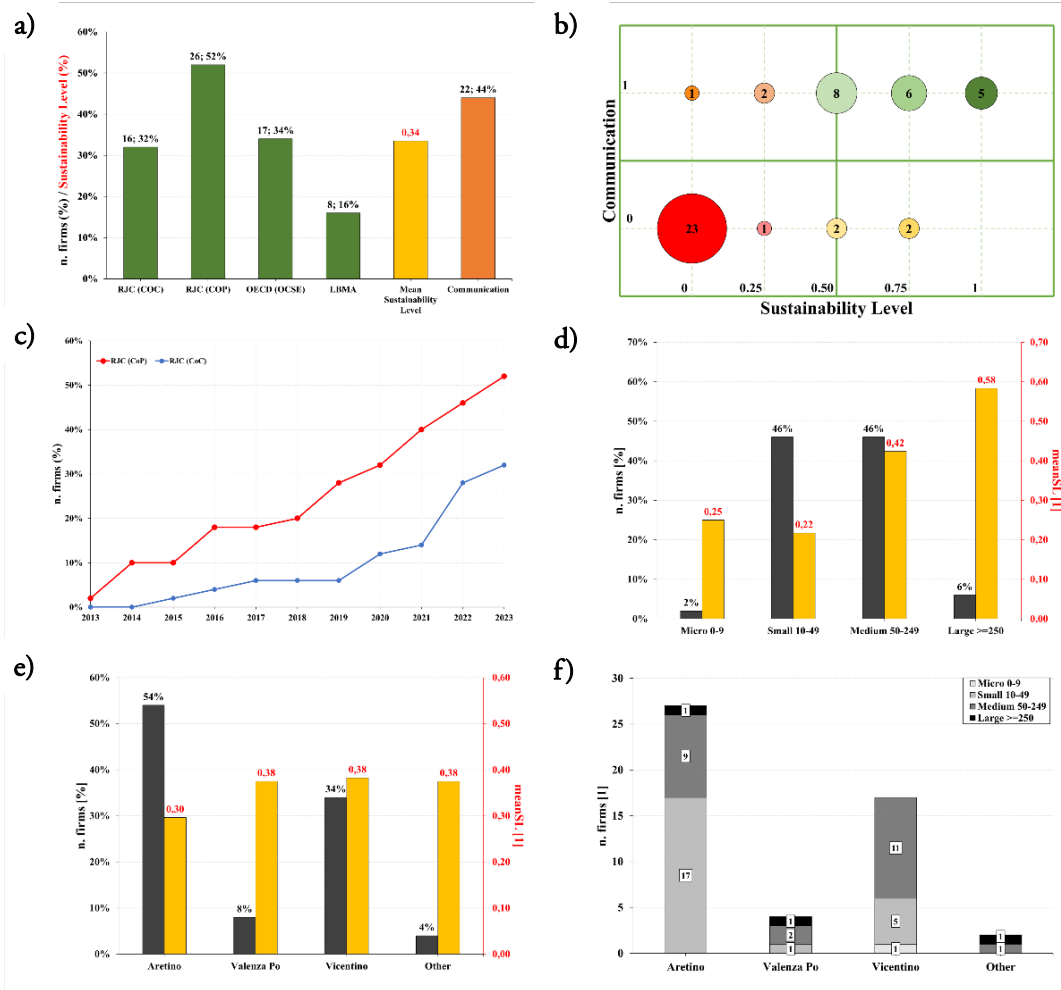 a)
n. firms (%) / Sustainability Level (%)
60%
50%
40%
30%
20%
10%
0%
16; 32%
26; 52%
17; 34%
8; 16%
0,34
22; 44%
RJC (COC)
RJC (COP)
OECD (OCSE)
LBMA
Mean
Sustainability
Level
Communication
b)
Communication
1
0
1
2
8
6
5
23
1
2
2
0
0.25
0.50
0.75
1
Sustainability Level
c)
n. firms (%)
60%
50%
40%
30%
20%
10%
0%
RJC (CoP)
RJC (CoC)
2013
2014
2015
2016
2017
2018
2019
2020
2021
2022
2023
d)
n. firms [%]
70%
60%
50%
40%
30%
20%
10%
0%
2%
0,25
46%
0,22
46%
0,42
6%
0,58
Micro 0-9
Small 10-49
Medium 50-249
Large >=250
0,70
0,60
0,50
0,40
0,30
0,20
0,10
0,00
meanSL [1]
e)
n. firms [%]
60%
50%
40%
30%
20%
10%
0%
54%
0,30
8%
0,38
34%
0,38
4%
0,38
Aretino
Valenza Po
Vicentino
Other
0,60
0,50
0,40
0,30
0,20
0,10
0,00
meanSL [1]
f)
n. firms [1]
30
25
20
15
10
5
0
Micro 0-9
Small 10-49
Medium 50-249
Large >=250
1
9
17
1
2
1
11
5
1
1
1
Aretino
Valenza Po
Vicentino
Other